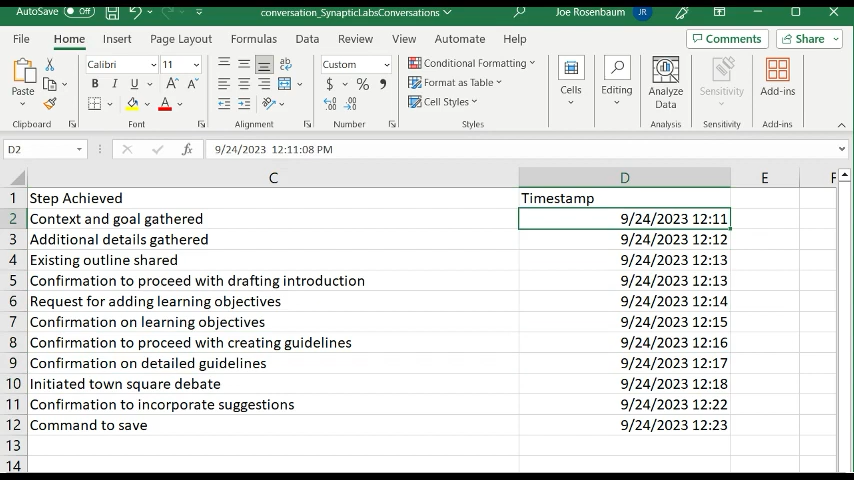 AutoSave Off conversation_SynapticLabsConversations Joe Rosenbaum JR
File Home Insert Page Layout Formulas Data Review View Automate Help Comments Share
Calibri 11 Custom Conditional Formatting
Paste B I U A A ab $ % Format as Table Cells Editing Analyze Data Sensitivity Add-ins
A Cell Styles
Clipboard Font Alignment Number Styles Analysis Sensitivity Add-ins
D2 fx 9/24/2023 12:11:08 PM
C D E F
1 Step Achieved Timestamp
2 Context and goal gathered 9/24/2023 12:11
3 Additional details gathered 9/24/2023 12:12
4 Existing outline shared 9/24/2023 12:13
5 Confirmation to proceed with drafting introduction 9/24/2023 12:13
6 Request for adding learning objectives 9/24/2023 12:14
7 Confirmation on learning objectives 9/24/2023 12:15
8 Confirmation to proceed with creating guidelines 9/24/2023 12:16
9 Confirmation on detailed guidelines 9/24/2023 12:17
10 Initiated town square debate 9/24/2023 12:18
11 Confirmation to incorporate suggestions 9/24/2023 12:22
12 Command to save 9/24/2023 12:23
13
14